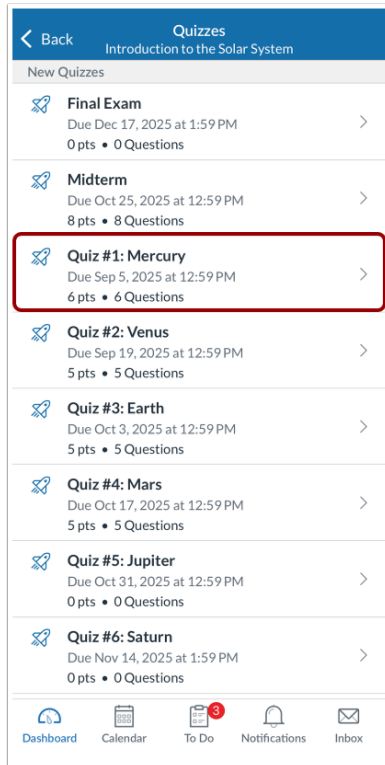 Back
Quizzes
Introduction to the Solar System
New Quizzes
Final Exam
Due Dec 17, 2025 at 1:59 PM
0 pts • 0 Questions
Midterm
Due Oct 25, 2025 at 12:59 PM
8 pts • 8 Questions
Quiz #1: Mercury
Due Sep 5, 2025 at 12:59 PM
6 pts • 6 Questions
Quiz #2: Venus
Due Sep 19, 2025 at 12:59 PM
5 pts • 5 Questions
Quiz #3: Earth
Due Oct 3, 2025 at 12:59 PM
5 pts • 5 Questions
Quiz #4: Mars
Due Oct 17, 2025 at 12:59 PM
5 pts • 5 Questions
Quiz #5: Jupiter
Due Oct 31, 2025 at 12:59 PM
0 pts • 0 Questions
Quiz #6: Saturn
Due Nov 14, 2025 at 1:59 PM
0 pts • 0 Questions
3
Dashboard Calendar To Do Notifications Inbox